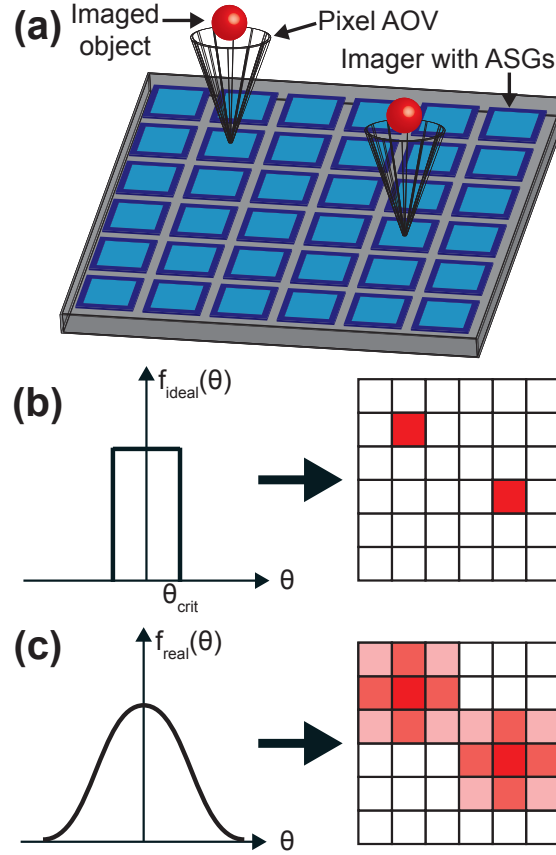 (a)
Imaged
object
Pixel AOV
Imager with ASGs
(b)
f_ideal(θ)
θ_crit
θ
(c)
f_real(θ)
θ